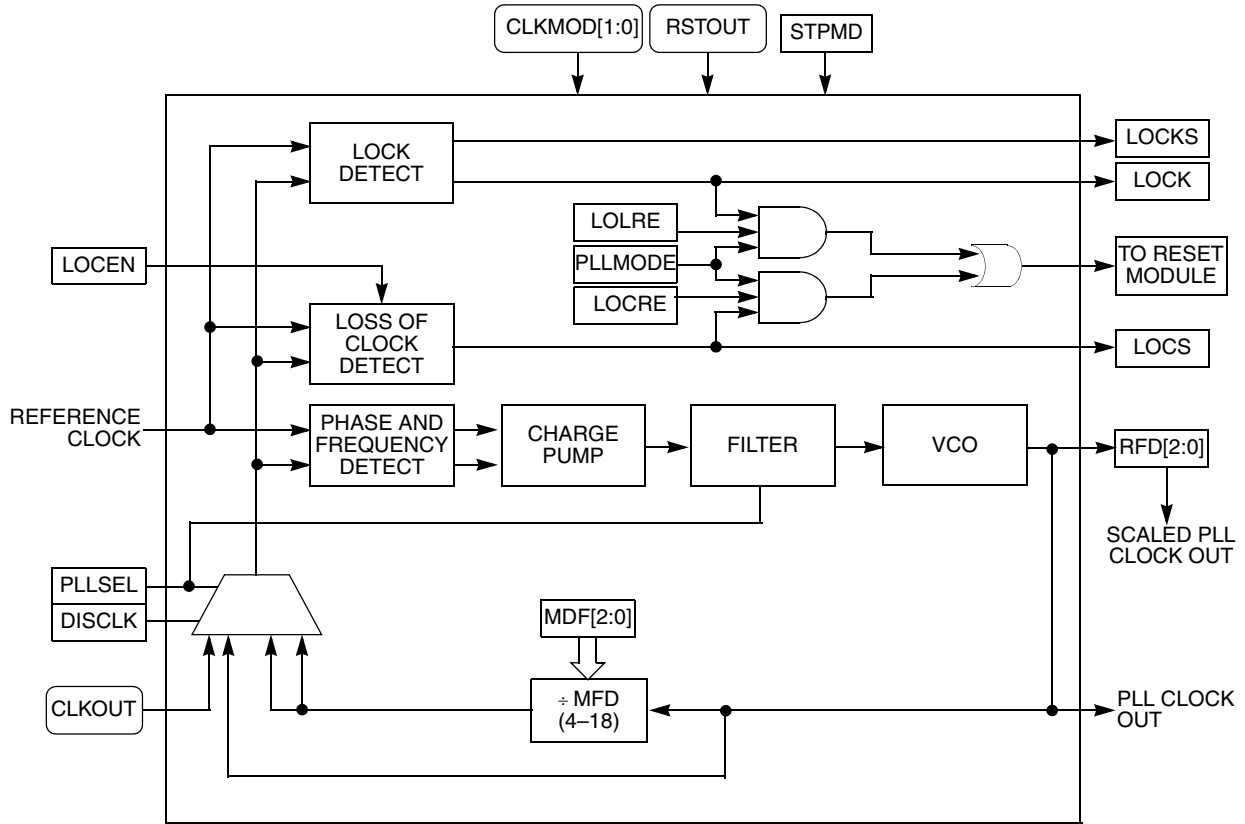 CLKMOD[1:0]
RSTOUT
STPMD
LOCK
DETECT
LOCKS
LOCK
LOLRE
PLLMODE
LOCRE
TO RESET
MODULE
LOCEN
LOSS OF
CLOCK
DETECT
LOCS
REFERENCE
CLOCK
PHASE AND
FREQUENCY
DETECT
CHARGE
PUMP
FILTER
VCO
RFD[2:0]
SCALED PLL
CLOCK OUT
PLLSEL
DISCLK
MDF[2:0]
CLKOUT
÷ MFD
(4–18)
PLL CLOCK
OUT